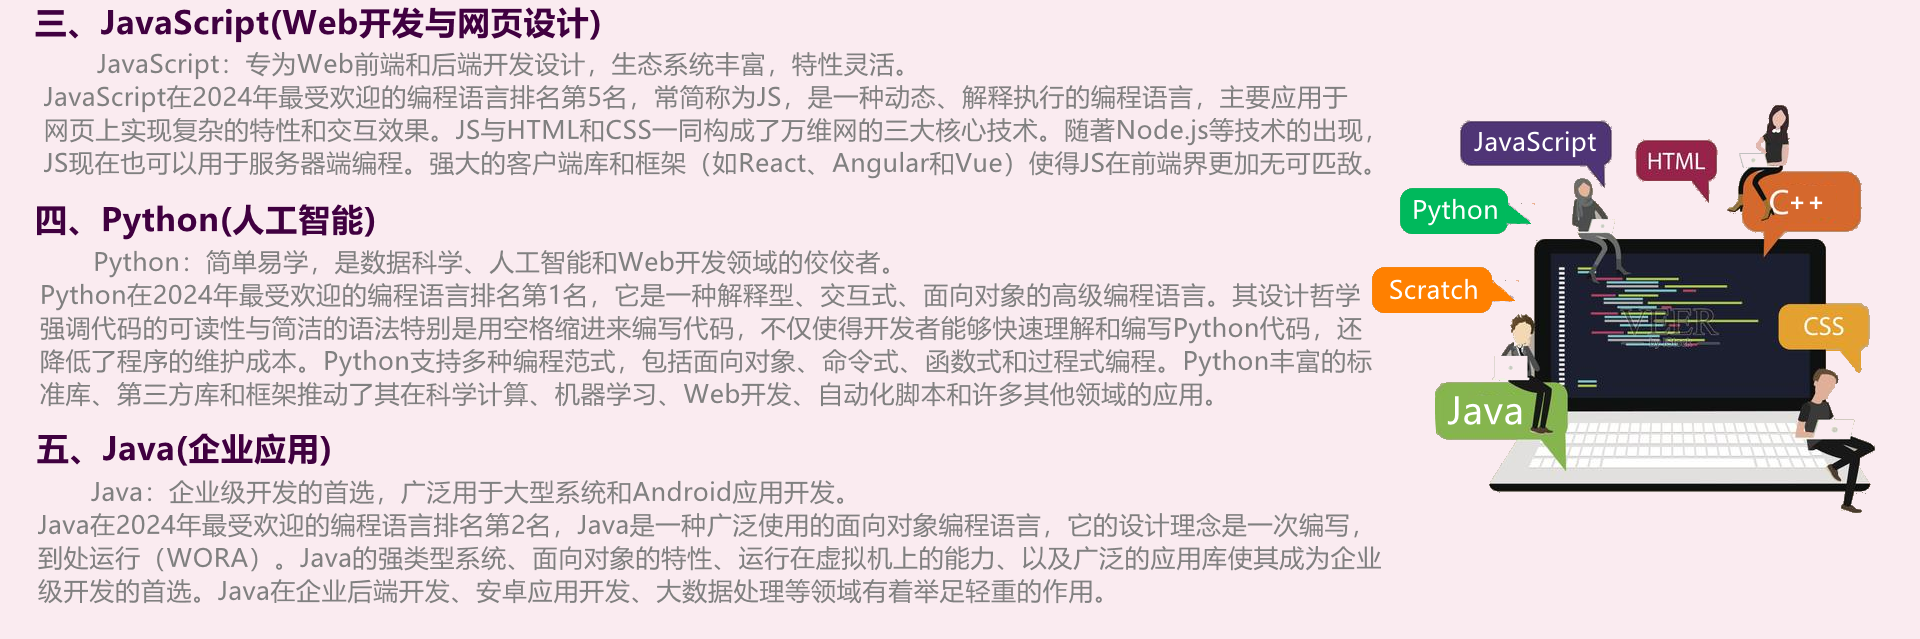 三、JavaScript(Web开发与网页设计)
JavaScript：专为Web前端和后端开发设计，生态系统丰富，特性灵活。
JavaScript在2024年最受欢迎的编程语言排名第5名，常简称为JS，是一种动态、解释执行的编程语言，主要应用于
网页上实现复杂的特性和交互效果。JS与HTML和CSS一同构成了万维网的三大核心技术。随著Node.js等技术的出现，
JS现在也可以用于服务器端编程。强大的客户端库和框架（如React、Angular和Vue）使得JS在前端界更加无可匹敌。
四、Python(人工智能)
Python：简单易学，是数据科学、人工智能和Web开发领域的佼佼者。
Python在2024年最受欢迎的编程语言排名第1名，它是一种解释型、交互式、面向对象的高级编程语言。其设计哲学
强调代码的可读性与简洁的语法特别是用空格缩进来编写代码，不仅使得开发者能够快速理解和编写Python代码，还
降低了程序的维护成本。Python支持多种编程范式，包括面向对象、命令式、函数式和过程式编程。Python丰富的标
准库、第三方库和框架推动了其在科学计算、机器学习、Web开发、自动化脚本和许多其他领域的应用。
五、Java(企业应用)
Java：企业级开发的首选，广泛用于大型系统和Android应用开发。
Java在2024年最受欢迎的编程语言排名第2名，Java是一种广泛使用的面向对象编程语言，它的设计理念是一次编写，
到处运行（WORA）。Java的强类型系统、面向对象的特性、运行在虚拟机上的能力、以及广泛的应用库使其成为企业
级开发的首选。Java在企业后端开发、安卓应用开发、大数据处理等领域有着举足轻重的作用。
JavaScript
HTML
C++
Python
Scratch
CSS
Java
VEER